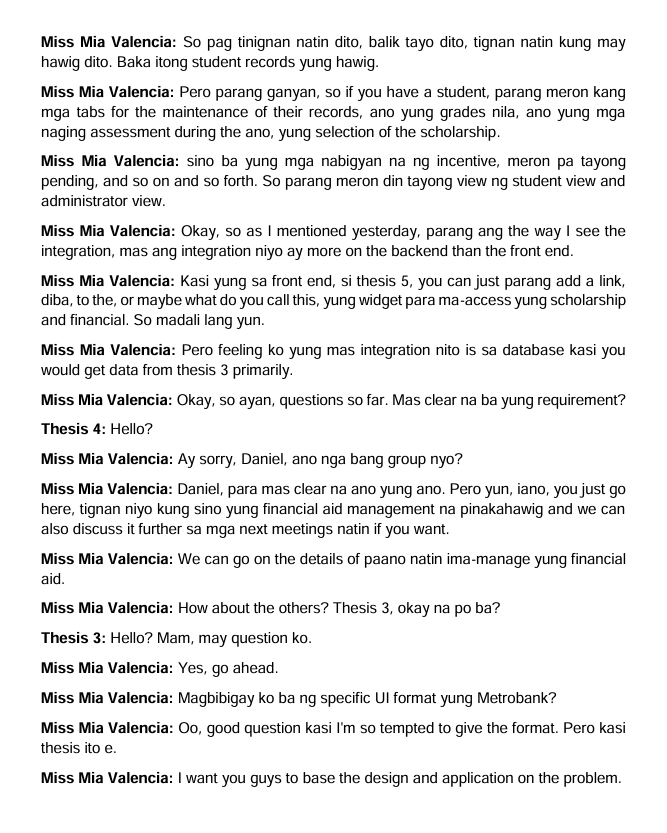 Miss Mia Valencia: So pag tinignan natin dito, balik tayo dito, tignan natin kung may
hawig dito. Baka itong student records yung hawig.
Miss Mia Valencia: Pero parang ganyan, so if you have a student, parang meron kang
mga tabs for the maintenance of their records, ano yung grades nila, ano yung mga
naging assessment during the ano, yung selection of the scholarship.
Miss Mia Valencia: sino ba yung mga nabigyan na ng incentive, meron pa tayong
pending, and so on and so forth. So parang meron din tayong view ng student view and
administrator view.
Miss Mia Valencia: Okay, so as I mentioned yesterday, parang ang the way I see the
integration, mas ang integration niyo ay more on the backend than the front end.
Miss Mia Valencia: Kasi yung sa front end, si thesis 5, you can just parang add a link,
diba, to the, or maybe what do you call this, yung widget para ma-access yung scholarship
and financial. So madali lang yun.
Miss Mia Valencia: Pero feeling ko yung mas integration nito is sa database kasi you
would get data from thesis 3 primarily.
Miss Mia Valencia: Okay, so ayan, questions so far. Mas clear na ba yung requirement?
Thesis 4: Hello?
Miss Mia Valencia: Ay sorry, Daniel, ano nga bang group nyo?
Miss Mia Valencia: Daniel, para mas clear na ano yung ano. Pero yun, iano, you just go
here, tignan niyo kung sino yung financial aid management na pinakahawig and we can
also discuss it further sa mga next meetings natin if you want.
Miss Mia Valencia: We can go on the details of paano natin ima-manage yung financial
aid.
Miss Mia Valencia: How about the others? Thesis 3, okay na po ba?
Thesis 3: Hello? Mam, may question ko.
Miss Mia Valencia: Yes, go ahead.
Miss Mia Valencia: Magbibigay ko ba ng specific UI format yung Metrobank?
Miss Mia Valencia: Oo, good question kasi I'm so tempted to give the format. Pero kasi
thesis ito e.
Miss Mia Valencia: I want you guys to base the design and application on the problem.